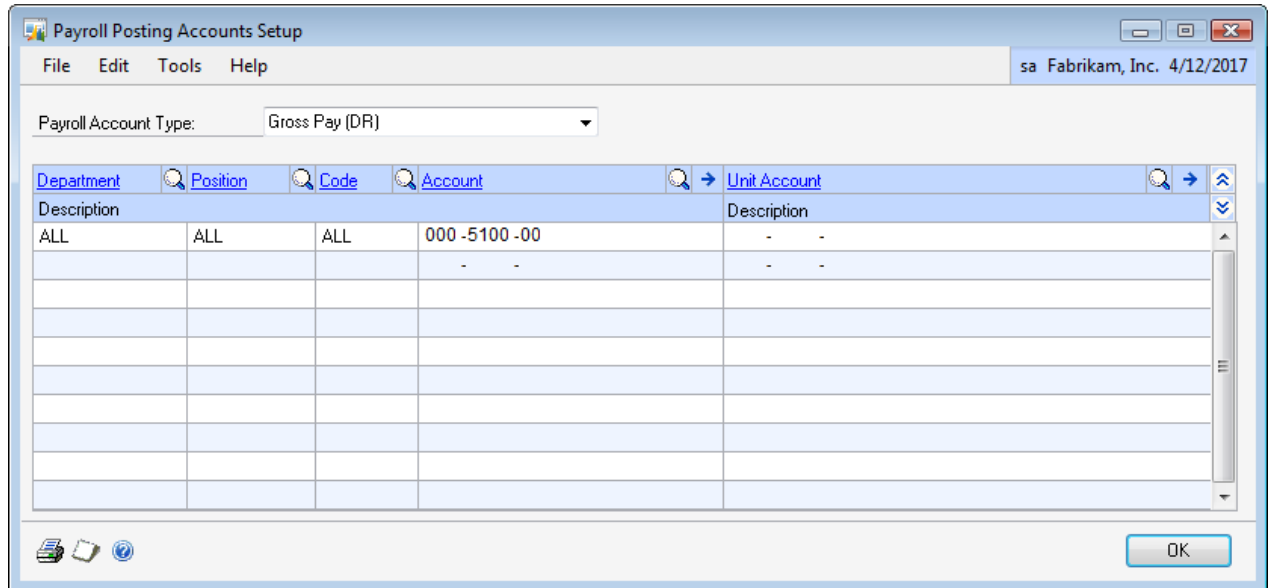 Payroll Posting Accounts Setup
File Edit Tools Help sa Fabrikam, Inc. 4/12/2017
Payroll Account Type: Gross Pay (DR)
Department Position Code Account Unit Account
Description Description
ALL ALL ALL 000 -5100 -00 - -
- - - -
OK